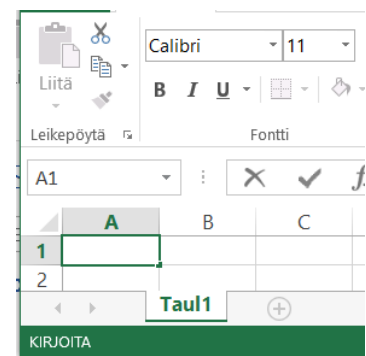 Calibri 11
Liitä
B I U
Leikepöytä Fontti
A1
A B C
1
2
Taul1
KIRJOITA